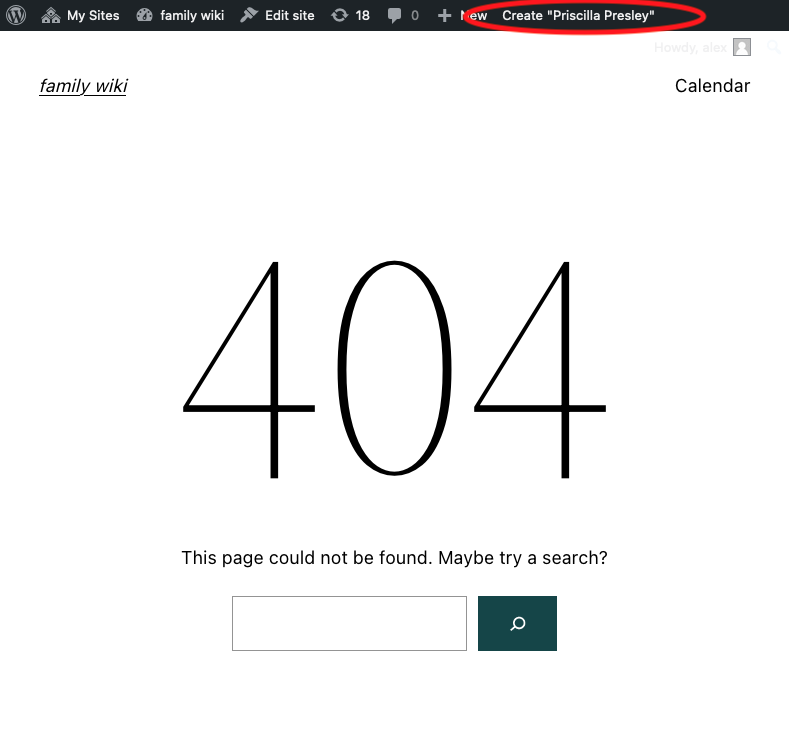 My Sites family wiki Edit site 18 0 New Create "Priscilla Presley"
Howdy, alex
family wiki Calendar
404
This page could not be found. Maybe try a search?